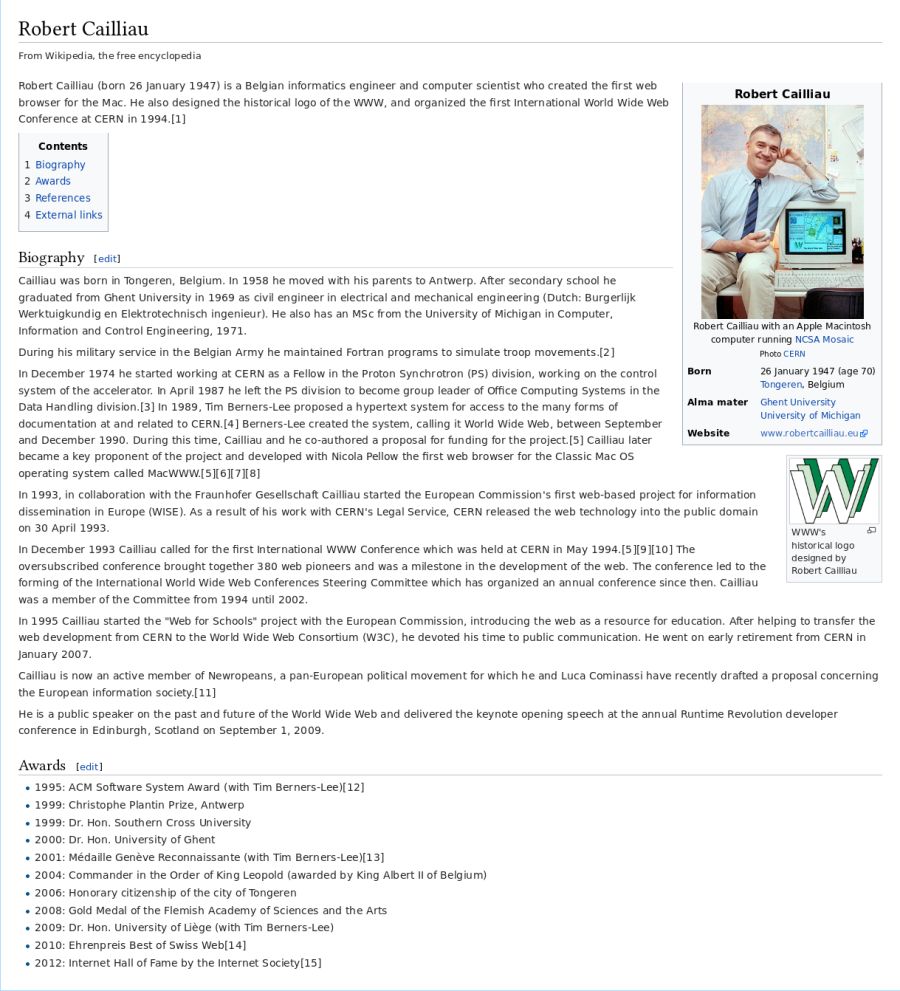 Robert Cailliau
From Wikipedia, the free encyclopedia
Robert Cailliau (born 26 January 1947) is a Belgian informatics engineer and computer scientist who created the first web
browser for the Mac. He also designed the historical logo of the WWW, and organized the first International World Wide Web
Conference at CERN in 1994.[1]
Contents
1 Biography
2 Awards
3 References
4 External links
Robert Cailliau
Robert Cailliau with an Apple Macintosh
computer running NCSA Mosaic
Photo CERN
Born 26 January 1947 (age 70)
Tongeren, Belgium
Alma mater Ghent University
University of Michigan
Website www.robertcailliau.eu
Biography [edit]
Cailliau was born in Tongeren, Belgium. In 1958 he moved with his parents to Antwerp. After secondary school he
graduated from Ghent University in 1969 as civil engineer in electrical and mechanical engineering (Dutch: Burgerlijk
Werktuigkundig en Elektrotechnisch ingenieur). He also has an MSc from the University of Michigan in Computer,
Information and Control Engineering, 1971.
During his military service in the Belgian Army he maintained Fortran programs to simulate troop movements.[2]
In December 1974 he started working at CERN as a Fellow in the Proton Synchrotron (PS) division, working on the control
system of the accelerator. In April 1987 he left the PS division to become group leader of Office Computing Systems in the
Data Handling division.[3] In 1989, Tim Berners-Lee proposed a hypertext system for access to the many forms of
documentation at and related to CERN.[4] Berners-Lee created the system, calling it World Wide Web, between September
and December 1990. During this time, Cailliau and he co-authored a proposal for funding for the project.[5] Cailliau later
became a key proponent of the project and developed with Nicola Pellow the first web browser for the Classic Mac OS
operating system called MacWWW.[5][6][7][8]
In 1993, in collaboration with the Fraunhofer Gesellschaft Cailliau started the European Commission's first web-based project for information
dissemination in Europe (WISE). As a result of his work with CERN's Legal Service, CERN released the web technology into the public domain
on 30 April 1993.
WWW's
historical logo
designed by
Robert Cailliau
In December 1993 Cailliau called for the first International WWW Conference which was held at CERN in May 1994.[5][9][10] The
oversubscribed conference brought together 380 web pioneers and was a milestone in the development of the web. The conference led to the
forming of the International World Wide Web Conferences Steering Committee which has organized an annual conference since then. Cailliau
was a member of the Committee from 1994 until 2002.
In 1995 Cailliau started the "Web for Schools" project with the European Commission, introducing the web as a resource for education. After helping to transfer the
web development from CERN to the World Wide Web Consortium (W3C), he devoted his time to public communication. He went on early retirement from CERN in
January 2007.
Cailliau is now an active member of Newropeans, a pan-European political movement for which he and Luca Cominassi have recently drafted a proposal concerning
the European information society.[11]
He is a public speaker on the past and future of the World Wide Web and delivered the keynote opening speech at the annual Runtime Revolution developer
conference in Edinburgh, Scotland on September 1, 2009.
Awards [edit]
1995: ACM Software System Award (with Tim Berners-Lee)[12]
1999: Christophe Plantin Prize, Antwerp
1999: Dr. Hon. Southern Cross University
2000: Dr. Hon. University of Ghent
2001: Médaille Genève Reconnaissante (with Tim Berners-Lee)[13]
2004: Commander in the Order of King Leopold (awarded by King Albert II of Belgium)
2006: Honorary citizenship of the city of Tongeren
2008: Gold Medal of the Flemish Academy of Sciences and the Arts
2009: Dr. Hon. University of Liège (with Tim Berners-Lee)
2010: Ehrenpreis Best of Swiss Web[14]
2012: Internet Hall of Fame by the Internet Society[15]